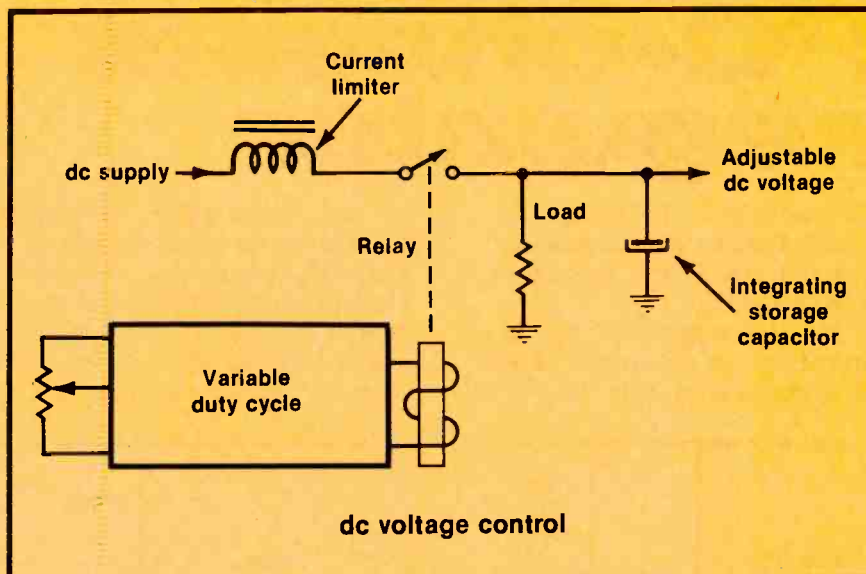 Current
limiter
dc supply
Adjustable
dc voltage
Load
Relay
Integrating
storage
capacitor
Variable
duty cycle
dc voltage control